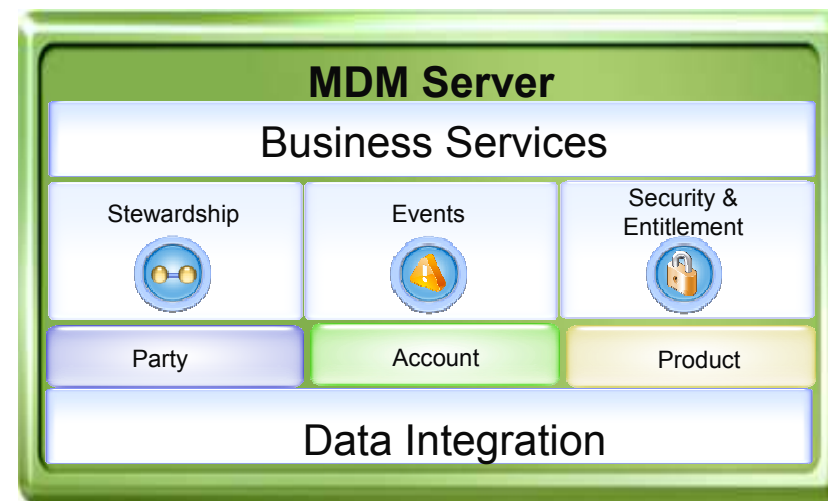 MDM Server
Business Services
Stewardship
Events
Security &
Entitlement
Party
Account
Product
Data Integration